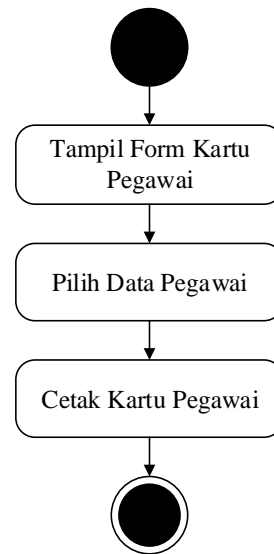 Tampil Form Kartu
Pegawai
Pilih Data Pegawai
Cetak Kartu Pegawai